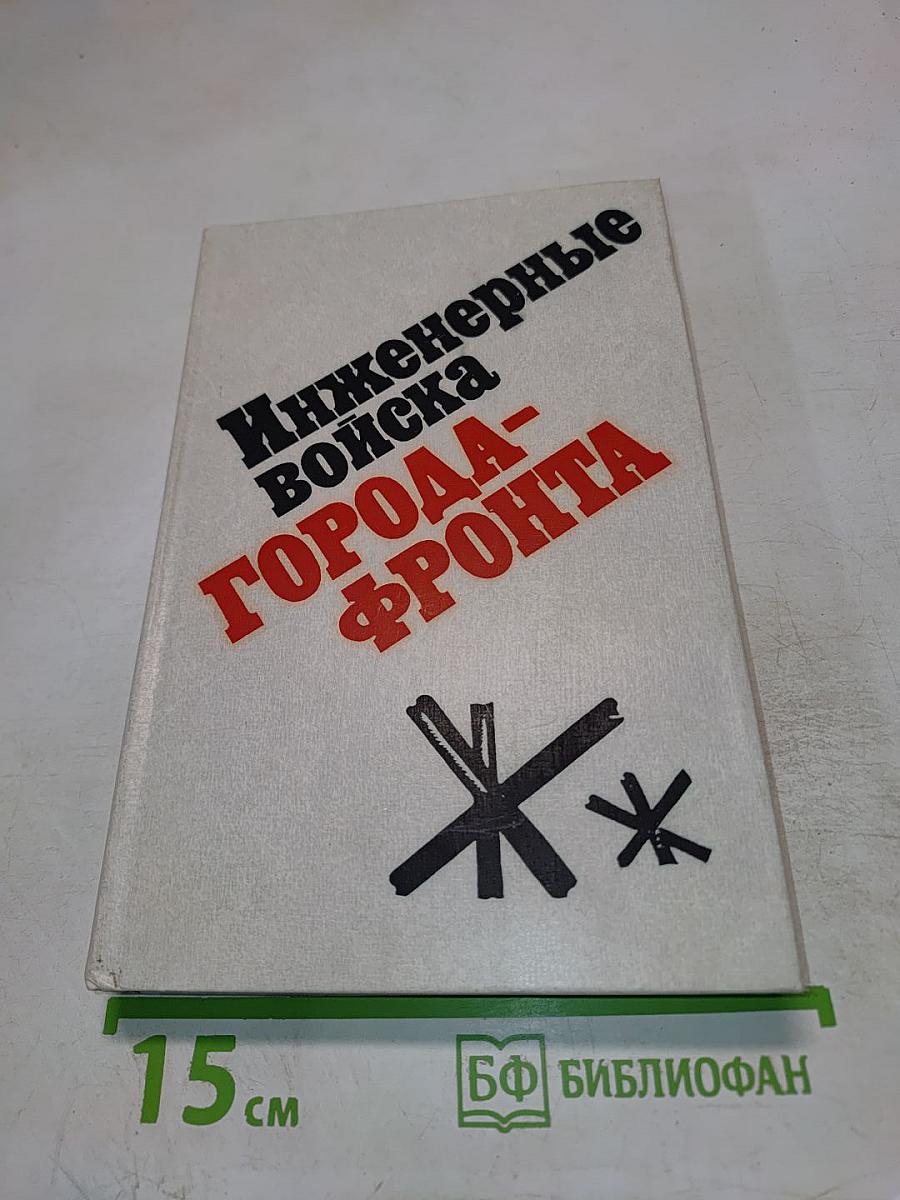 Инженерные
войска
ГОРОДА-
ФРОНТА
15 см
БФ БИБЛИОФАН